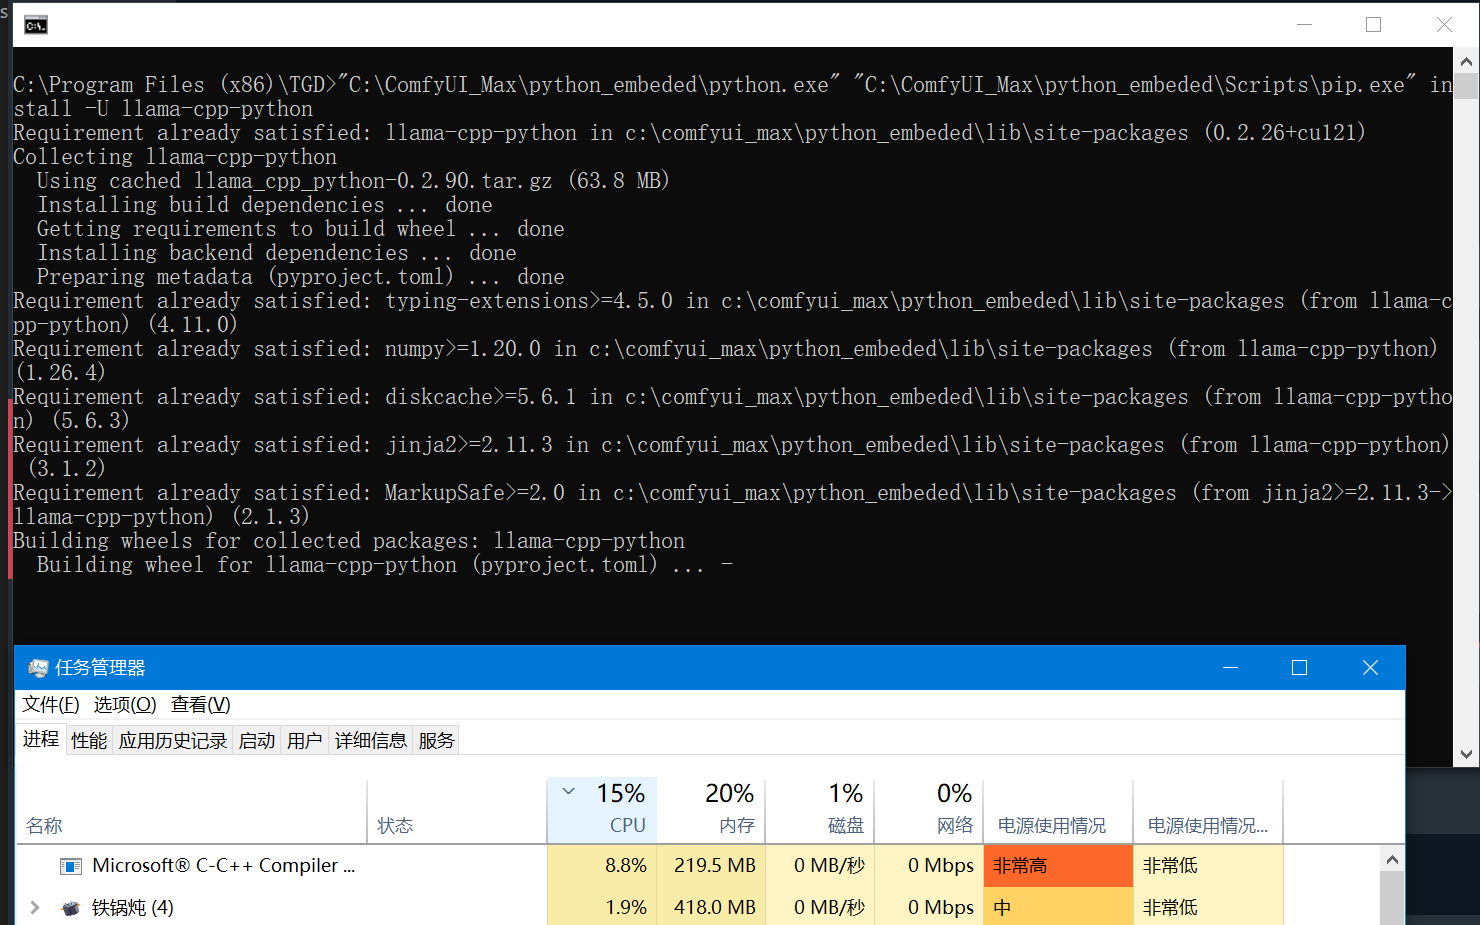 s
C:\Program Files (x86)\TGD>"C:\ComfyUI_Max\python_embeded\python.exe" "C:\ComfyUI_Max\python_embeded\Scripts\pip.exe" in
stall -U llama-cpp-python
Requirement already satisfied: llama-cpp-python in c:\comfyui_max\python_embeded\lib\site-packages (0.2.26+cu121)
Collecting llama-cpp-python
  Using cached llama_cpp_python-0.2.90.tar.gz (63.8 MB)
  Installing build dependencies ... done
  Getting requirements to build wheel ... done
  Installing backend dependencies ... done
  Preparing metadata (pyproject.toml) ... done
Requirement already satisfied: typing-extensions>=4.5.0 in c:\comfyui_max\python_embeded\lib\site-packages (from llama-c
pp-python) (4.11.0)
Requirement already satisfied: numpy>=1.20.0 in c:\comfyui_max\python_embeded\lib\site-packages (from llama-cpp-python)
(1.26.4)
Requirement already satisfied: diskcache>=5.6.1 in c:\comfyui_max\python_embeded\lib\site-packages (from llama-cpp-pytho
n) (5.6.3)
Requirement already satisfied: jinja2>=2.11.3 in c:\comfyui_max\python_embeded\lib\site-packages (from llama-cpp-python)
 (3.1.2)
Requirement already satisfied: MarkupSafe>=2.0 in c:\comfyui_max\python_embeded\lib\site-packages (from jinja2>=2.11.3->
llama-cpp-python) (2.1.3)
Building wheels for collected packages: llama-cpp-python
  Building wheel for llama-cpp-python (pyproject.toml) ... -
任务管理器
文件(F) 选项(O) 查看(V)
进程 性能 应用历史记录 启动 用户 详细信息 服务
15% 20% 1% 0%
名称 状态 CPU 内存 磁盘 网络 电源使用情况 电源使用情况...
Microsoft® C-C++ Compiler ... 8.8% 219.5 MB 0 MB/秒 0 Mbps 非常高 非常低
铁锅炖 (4) 1.9% 418.0 MB 0 MB/秒 0 Mbps 中 非常低